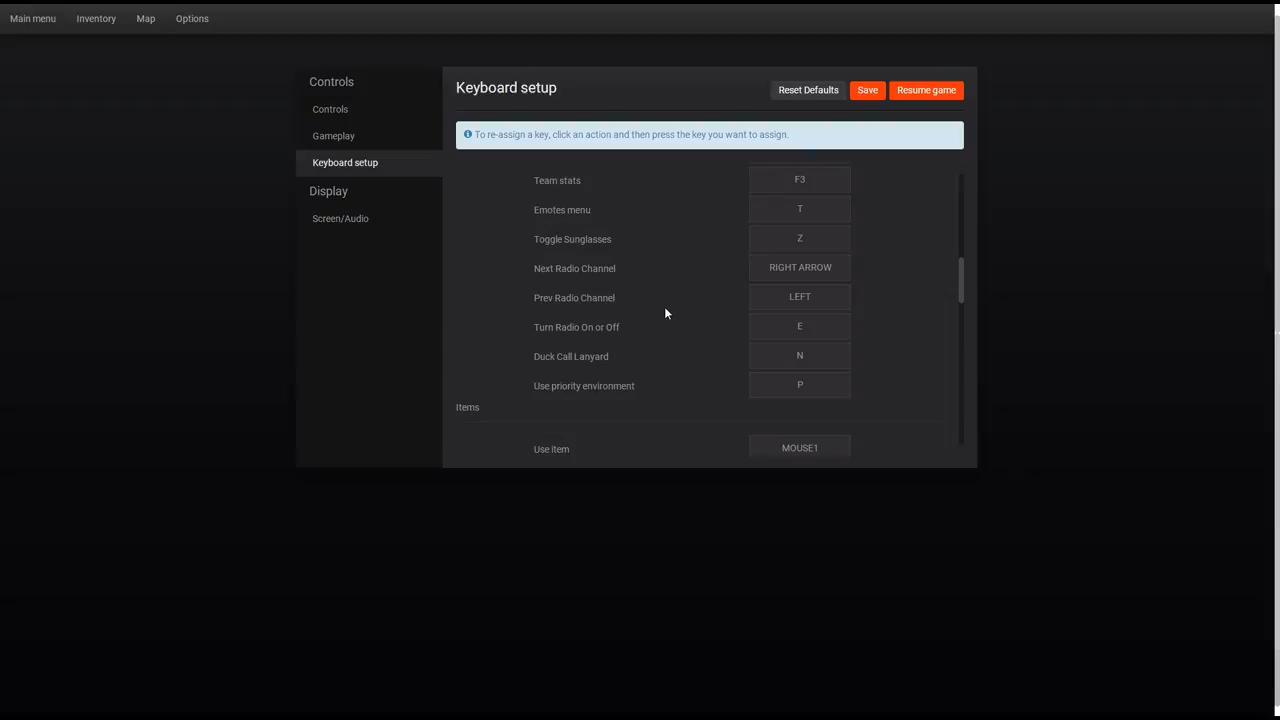 Main menu Inventory Map Options
Controls
Controls
Gameplay
Keyboard setup
Display
Screen/Audio
Keyboard setup
Reset Defaults Save Resume game
To re-assign a key, click an action and then press the key you want to assign.
Team stats F3
Emotes menu T
Toggle Sunglasses Z
Next Radio Channel RIGHT ARROW
Prev Radio Channel LEFT
Turn Radio On or Off E
Duck Call Lanyard N
Use priority environment P
Items
Use Item MOUSE1